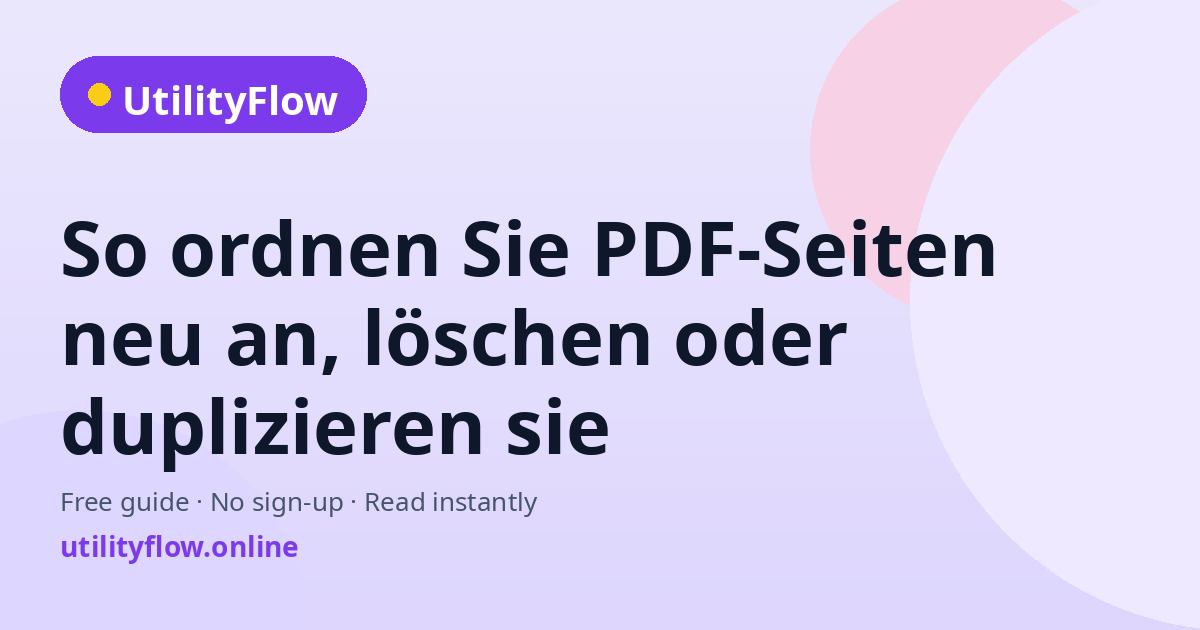 UtilityFlow
So ordnen Sie PDF-Seiten
neu an, löschen oder
duplizieren sie
Free guide · No sign-up · Read instantly
utilityflow.online